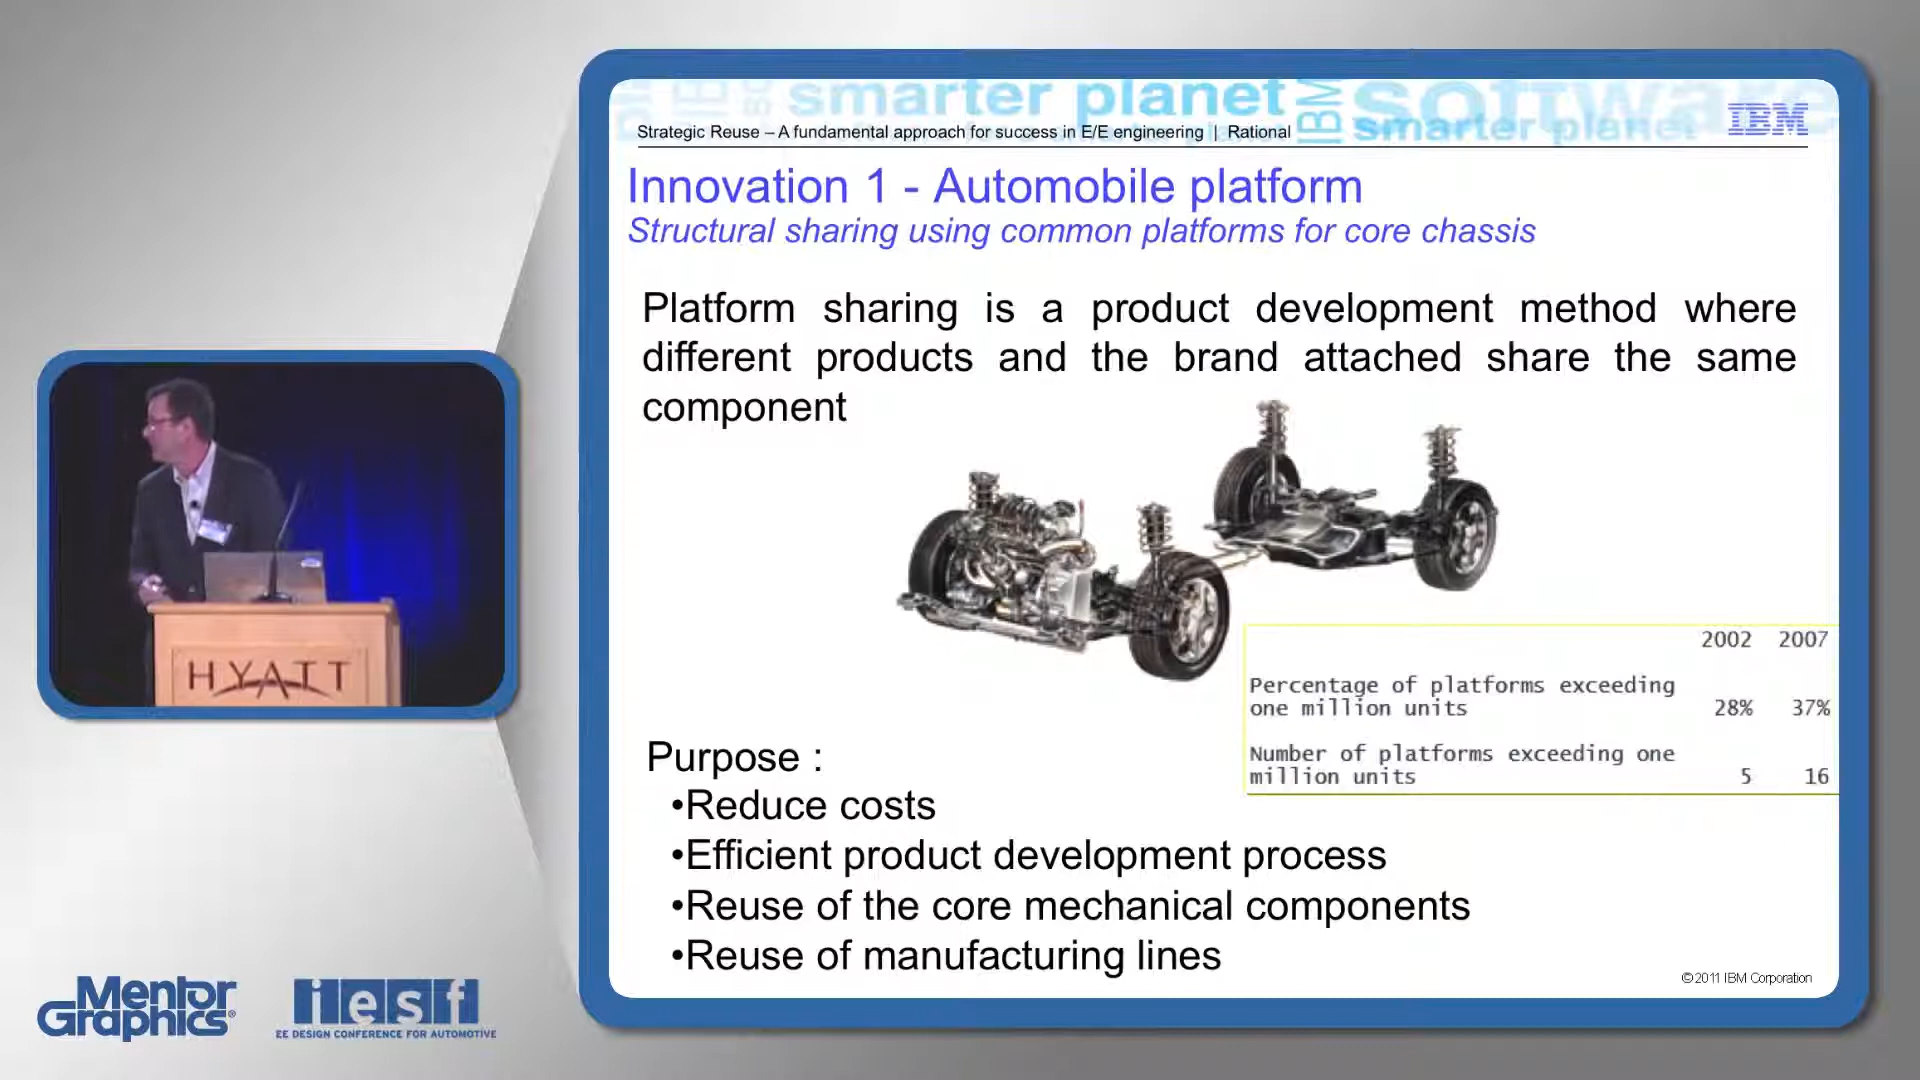 smarter planet
software
IBM
smarter planet
IBM
Strategic Reuse – A fundamental approach for success in E/E engineering | Rational
Innovation 1 - Automobile platform
Structural sharing using common platforms for core chassis
Platform sharing is a product development method where
different products and the brand attached share the same
component
2002 2007
Percentage of platforms exceeding
one million units 28% 37%
Number of platforms exceeding one
million units 5 16
Purpose :
•Reduce costs
•Efficient product development process
•Reuse of the core mechanical components
•Reuse of manufacturing lines
©2011 IBM Corporation
HYATT
Mentor
Graphics®
iesf
EE DESIGN CONFERENCE FOR AUTOMOTIVE